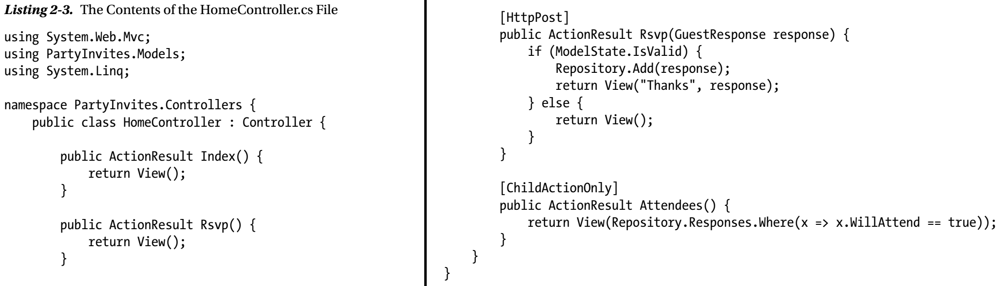 Listing 2-3. The Contents of the HomeController.cs File
using System.Web.Mvc;
using PartyInvites.Models;
using System.Linq;
namespace PartyInvites.Controllers {
    public class HomeController : Controller {
        public ActionResult Index() {
            return View();
        }
        public ActionResult Rsvp() {
            return View();
        }
        [HttpPost]
        public ActionResult Rsvp(GuestResponse response) {
            if (ModelState.IsValid) {
                Repository.Add(response);
                return View("Thanks", response);
            } else {
                return View();
            }
        }
        [ChildActionOnly]
        public ActionResult Attendees() {
            return View(Repository.Responses.Where(x => x.WillAttend == true));
        }
    }
}